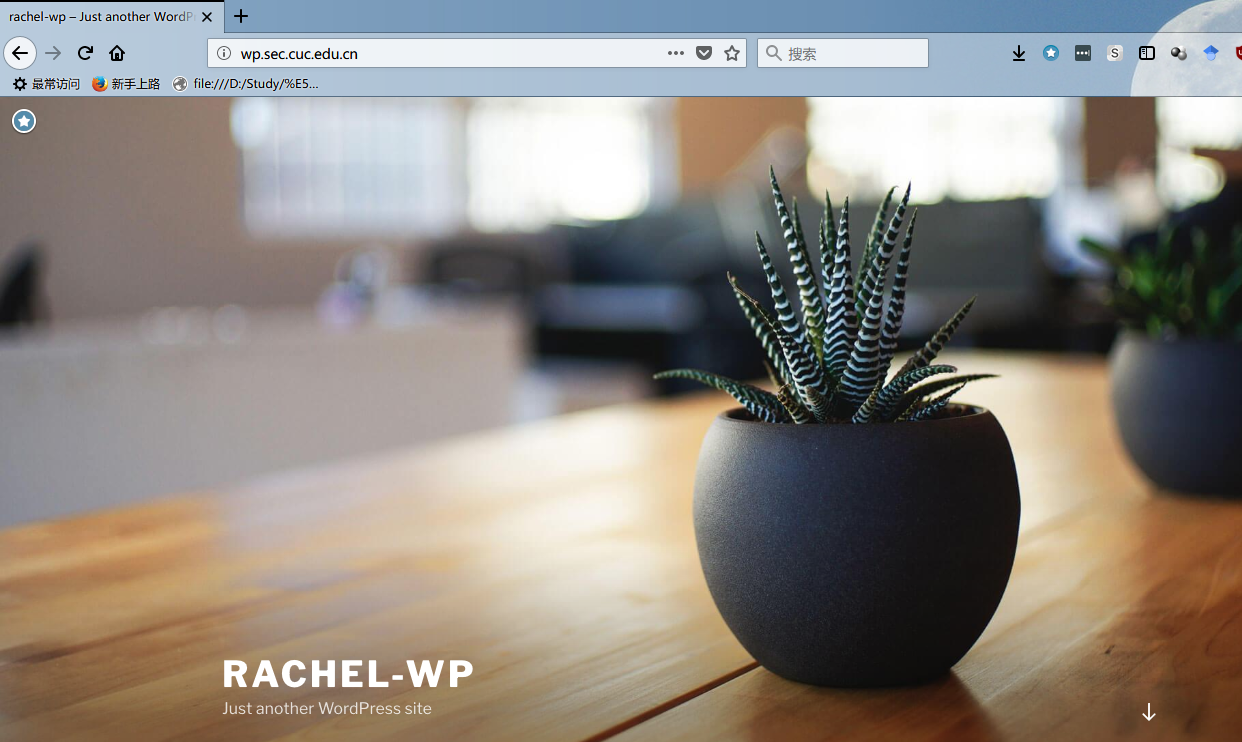 rachel-wp – Just another WordP
wp.sec.cuc.edu.cn
搜索
S
最常访问 新手上路 file:///D:/Study/%E5...
RACHEL-WP
Just another WordPress site